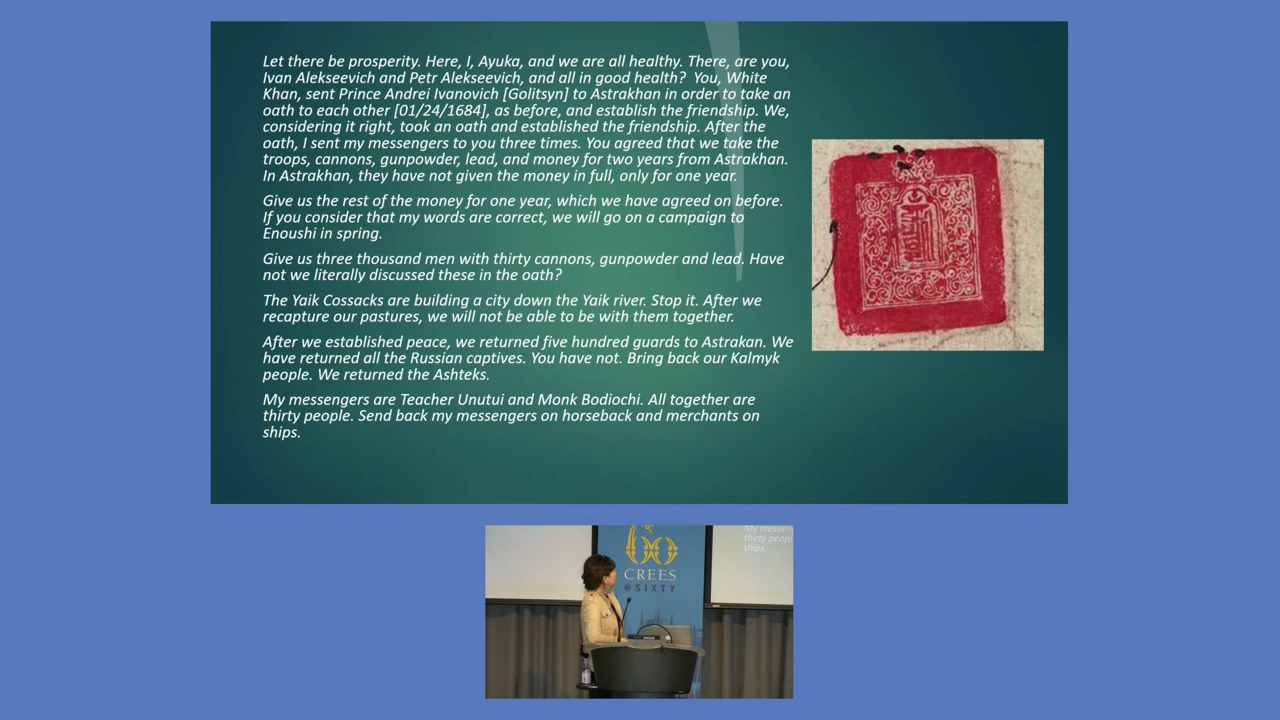 Let there be prosperity. Here, I, Ayuka, and we are all healthy. There, are you,
Ivan Alekseevich and Petr Alekseevich, and all in good health? You, White
Khan, sent Prince Andrei Ivanovich [Golitsyn] to Astrakhan in order to take an
oath to each other [01/24/1684], as before, and establish the friendship. We,
considering it right, took an oath and established the friendship. After the
oath, I sent my messengers to you three times. You agreed that we take the
troops, cannons, gunpowder, lead, and money for two years from Astrakhan.
In Astrakhan, they have not given the money in full, only for one year.
Give us the rest of the money for one year, which we have agreed on before.
If you consider that my words are correct, we will go on a campaign to
Enoushi in spring.
Give us three thousand men with thirty cannons, gunpowder and lead. Have
not we literally discussed these in the oath?
The Yaik Cossacks are building a city down the Yaik river. Stop it. After we
recapture our pastures, we will not be able to be with them together.
After we established peace, we returned five hundred guards to Astrakan. We
have returned all the Russian captives. You have not. Bring back our Kalmyk
people. We returned the Ashteks.
My messengers are Teacher Unutui and Monk Bodiochi. All together are
thirty people. Send back my messengers on horseback and merchants on
ships.
My messen
thirty peopl
ships.
60
CREES
@SIXTY